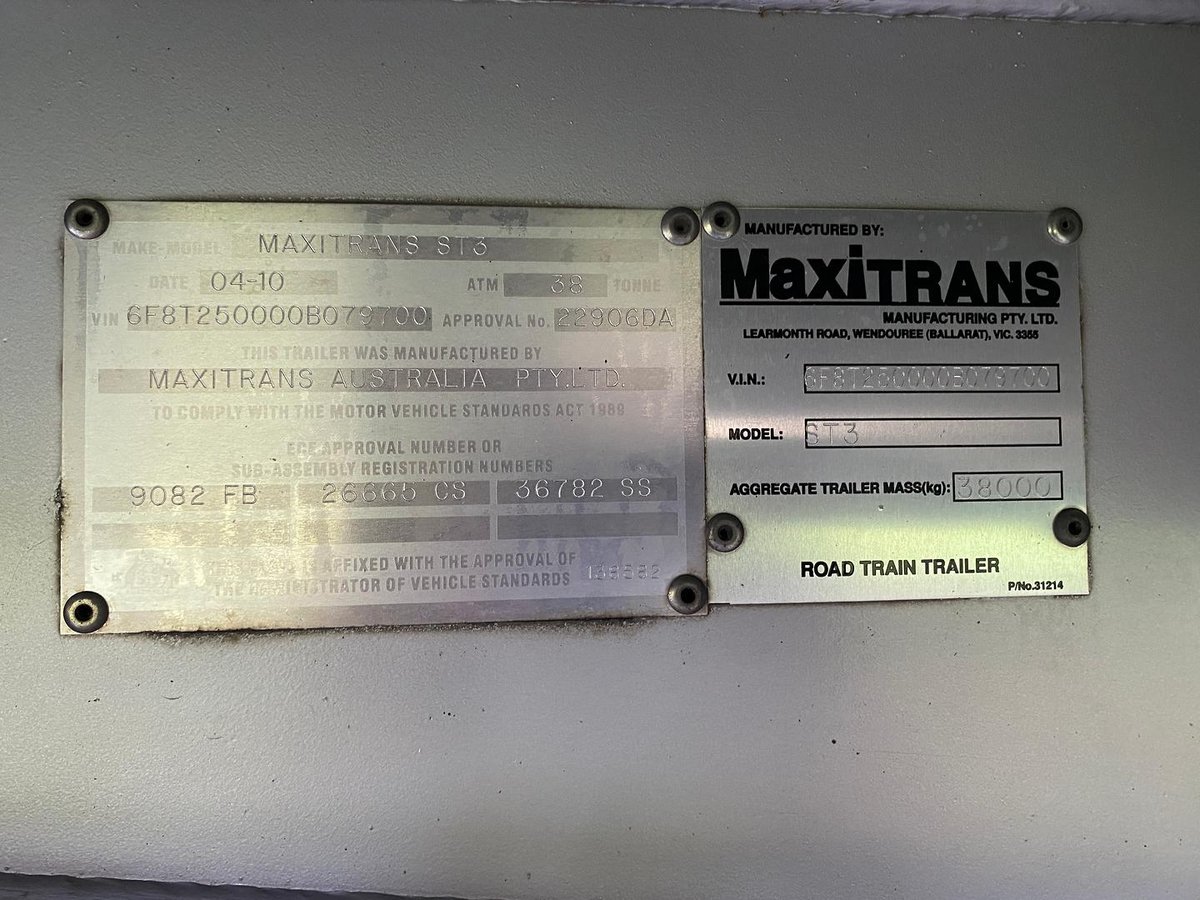 MAKE-MODEL MAXITRANS ST3
DATE 04-10 ATM 38 TONNE
VIN 6F8T250000B079700 APPROVAL No. 22906DA
THIS TRAILER WAS MANUFACTURED BY
MAXITRANS AUSTRALIA PTY.LTD.
TO COMPLY WITH THE MOTOR VEHICLE STANDARDS ACT 1989
ECE APPROVAL NUMBER OR
SUB-ASSEMBLY REGISTRATION NUMBERS
9082 FB 26665 CS 36782 SS
AFFIXED WITH THE APPROVAL OF
THE ADMINISTRATOR OF VEHICLE STANDARDS
MANUFACTURED BY:
MaxiTRANS
MANUFACTURING PTY. LTD.
LEARMONTH ROAD, WENDOUREE (BALLARAT), VIC. 3355
V.I.N.: 6F8T250000B079700
MODEL: ST3
AGGREGATE TRAILER MASS(kg): 38000
ROAD TRAIN TRAILER
P/No.31214